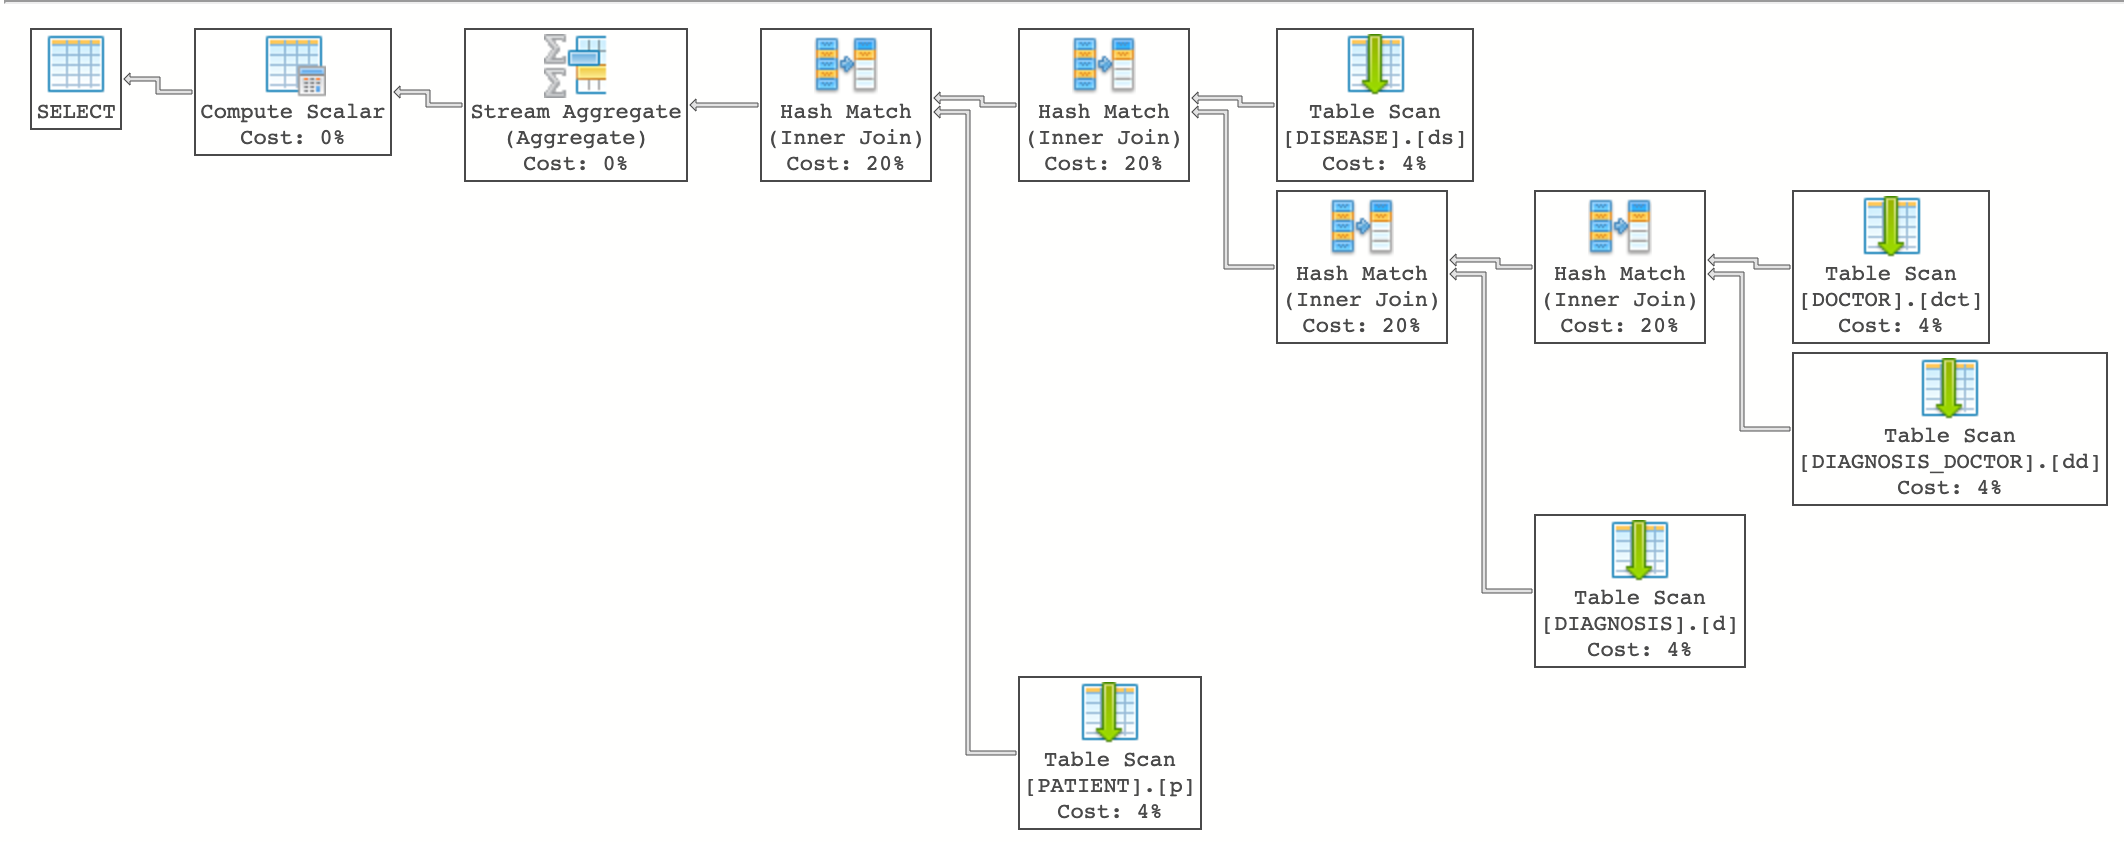 SELECT
Compute Scalar
Cost: 0%
Stream Aggregate
(Aggregate)
Cost: 0%
Hash Match
(Inner Join)
Cost: 20%
Hash Match
(Inner Join)
Cost: 20%
Table Scan
[DISEASE].[ds]
Cost: 4%
Hash Match
(Inner Join)
Cost: 20%
Hash Match
(Inner Join)
Cost: 20%
Table Scan
[DOCTOR].[dct]
Cost: 4%
Table Scan
[DIAGNOSIS_DOCTOR].[dd]
Cost: 4%
Table Scan
[DIAGNOSIS].[d]
Cost: 4%
Table Scan
[PATIENT].[p]
Cost: 4%